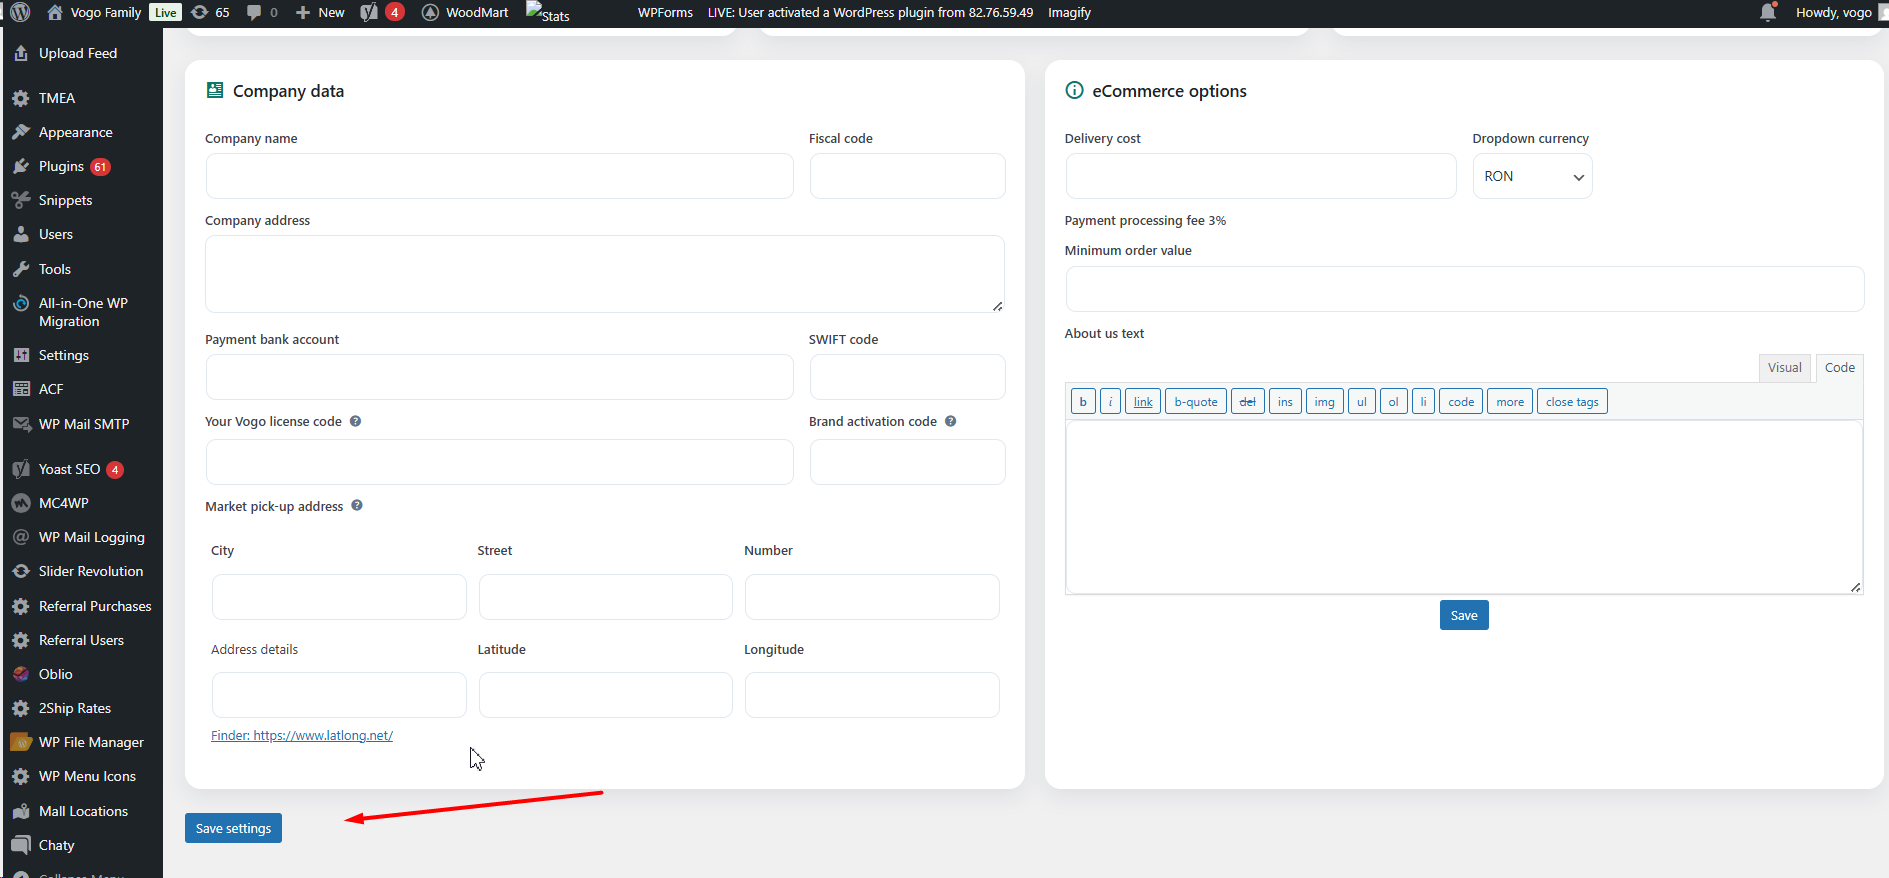 Vogo Family Live 65 0 New 4 WoodMart Stats WPForms LIVE: User activated a WordPress plugin from 82.76.59.49 Imagify Howdy, vogo
Upload Feed
TMEA
Appearance
Plugins 61
Snippets
Users
Tools
All-in-One WP
Migration
Settings
ACF
WP Mail SMTP
Yoast SEO 4
MC4WP
WP Mail Logging
Slider Revolution
Referral Purchases
Referral Users
Oblio
2Ship Rates
WP File Manager
WP Menu Icons
Mall Locations
Chaty
Collapse Menu
Company data
Company name Fiscal code
Company address
Payment bank account SWIFT code
Your Vogo license code ? Brand activation code ?
Market pick-up address ?
City Street Number
Address details Latitude Longitude
Finder: https://www.latlong.net/
Save settings
eCommerce options
Delivery cost Dropdown currency
RON
Payment processing fee 3%
Minimum order value
About us text
Visual Code
b i link b-quote del ins img ul ol li code more close tags
Save